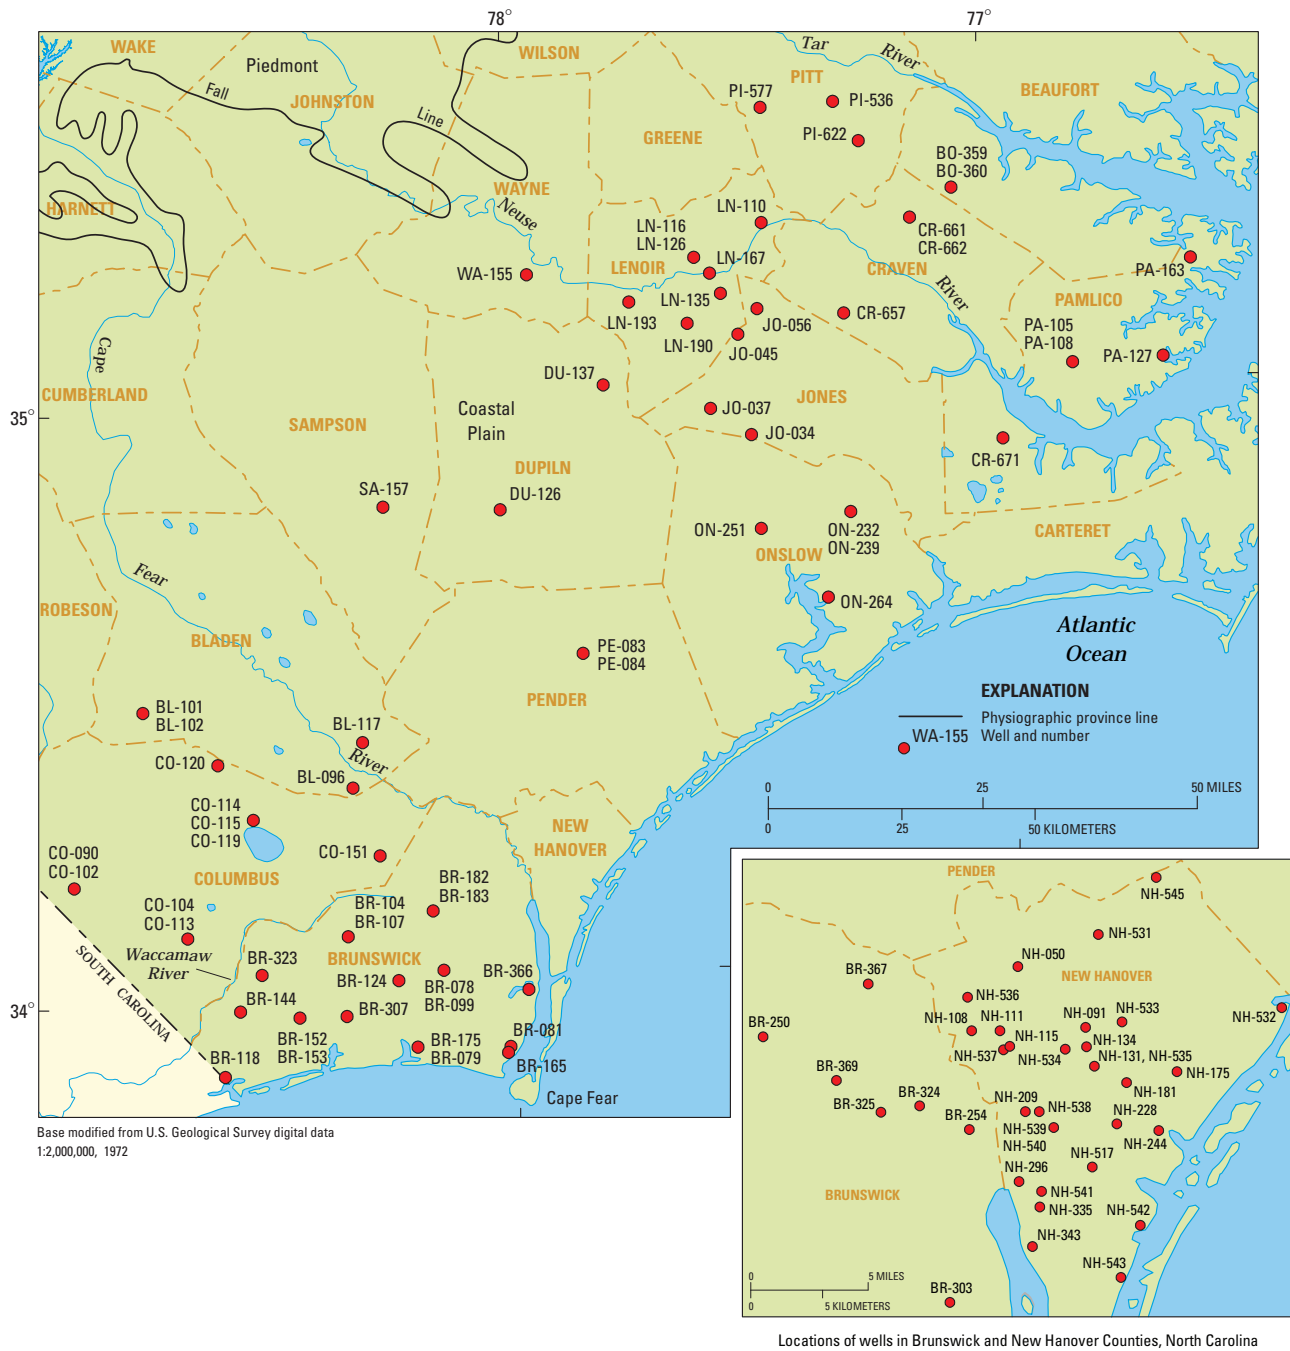 78°
77°
WAKE
WILSON
Tar
River
Piedmont
PITT
BEAUFORT
Fall
JOHNSTON
Line
PI-577
PI-536
GREENE
PI-622
BO-359
BO-360
WAYNE
HARNETT
Neuse
LN-110
LN-116
LN-126
CR-661
CR-662
LENOIR
LN-167
CRAVEN
PA-163
WA-155
River
PAMLICO
LN-135
LN-193
JO-056
CR-657
LN-190
JO-045
PA-105
PA-108
PA-127
Cape
DU-137
CUMBERLAND
JONES
Coastal
Plain
JO-037
35°
SAMPSON
JO-034
CR-671
DUPILN
SA-157
DU-126
ON-251
ON-232
ON-239
CARTERET
ONSLOW
Fear
ROBESON
ON-264
BLADEN
Atlantic
Ocean
PE-083
PE-084
PENDER
EXPLANATION
Physiographic province line
WA-155
Well and number
BL-101
BL-102
BL-117
River
CO-120
BL-096
0 25 50 MILES
0 25 50 KILOMETERS
CO-114
CO-115
CO-119
NEW
HANOVER
CO-151
CO-090
CO-102
COLUMBUS
BR-182
BR-183
CO-104
CO-113
BR-104
BR-107
Waccamaw
River
SOUTH CAROLINA
BR-323
BRUNSWICK
BR-124
BR-078
BR-099
BR-366
34°
BR-144
BR-307
BR-152
BR-153
BR-175
BR-079
BR-081
BR-165
BR-118
Cape Fear
Base modified from U.S. Geological Survey digital data
1:2,000,000, 1972
PENDER
NH-545
NH-531
NH-050
NEW HANOVER
BR-367
NH-536
NH-108
NH-111
NH-091
NH-533
NH-532
BR-250
NH-115
NH-134
NH-537
NH-534
NH-131, NH-535
NH-175
BR-369
NH-181
BR-324
BR-325
NH-209
NH-538
BR-254
NH-228
NH-539
NH-540
NH-244
NH-517
NH-296
BRUNSWICK
NH-541
NH-335
NH-542
NH-343
NH-543
0 5 MILES
0 5 KILOMETERS
BR-303
Locations of wells in Brunswick and New Hanover Counties, North Carolina